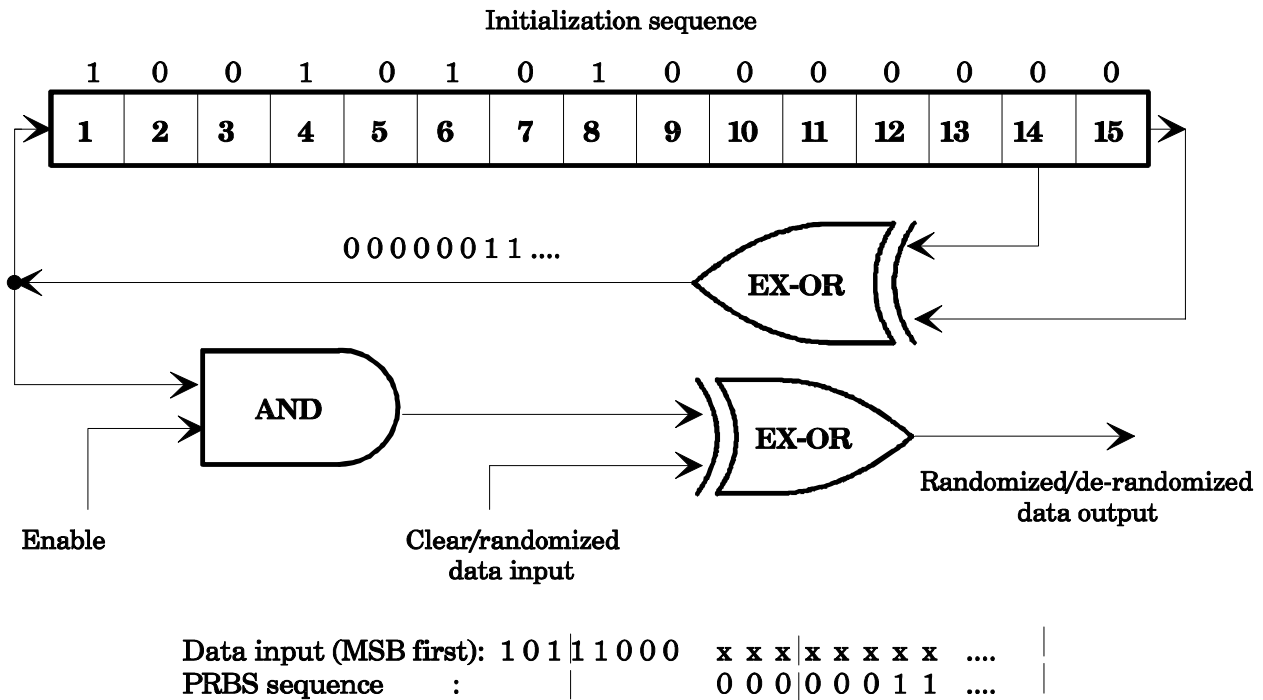 Initialization sequence
1 0 0 1 0 1 0 1 0 0 0 0 0 0 0
1 2 3 4 5 6 7 8 9 10 11 12 13 14 15
0 0 0 0 0 0 1 1 ....
EX-OR
AND
EX-OR
Enable
Clear/randomized
data input
Randomized/de-randomized
data output
Data input (MSB first): 1 0 1 1 1 0 0 0 x x x x x x x x ....
PRBS sequence : 0 0 0 0 0 0 1 1 ....